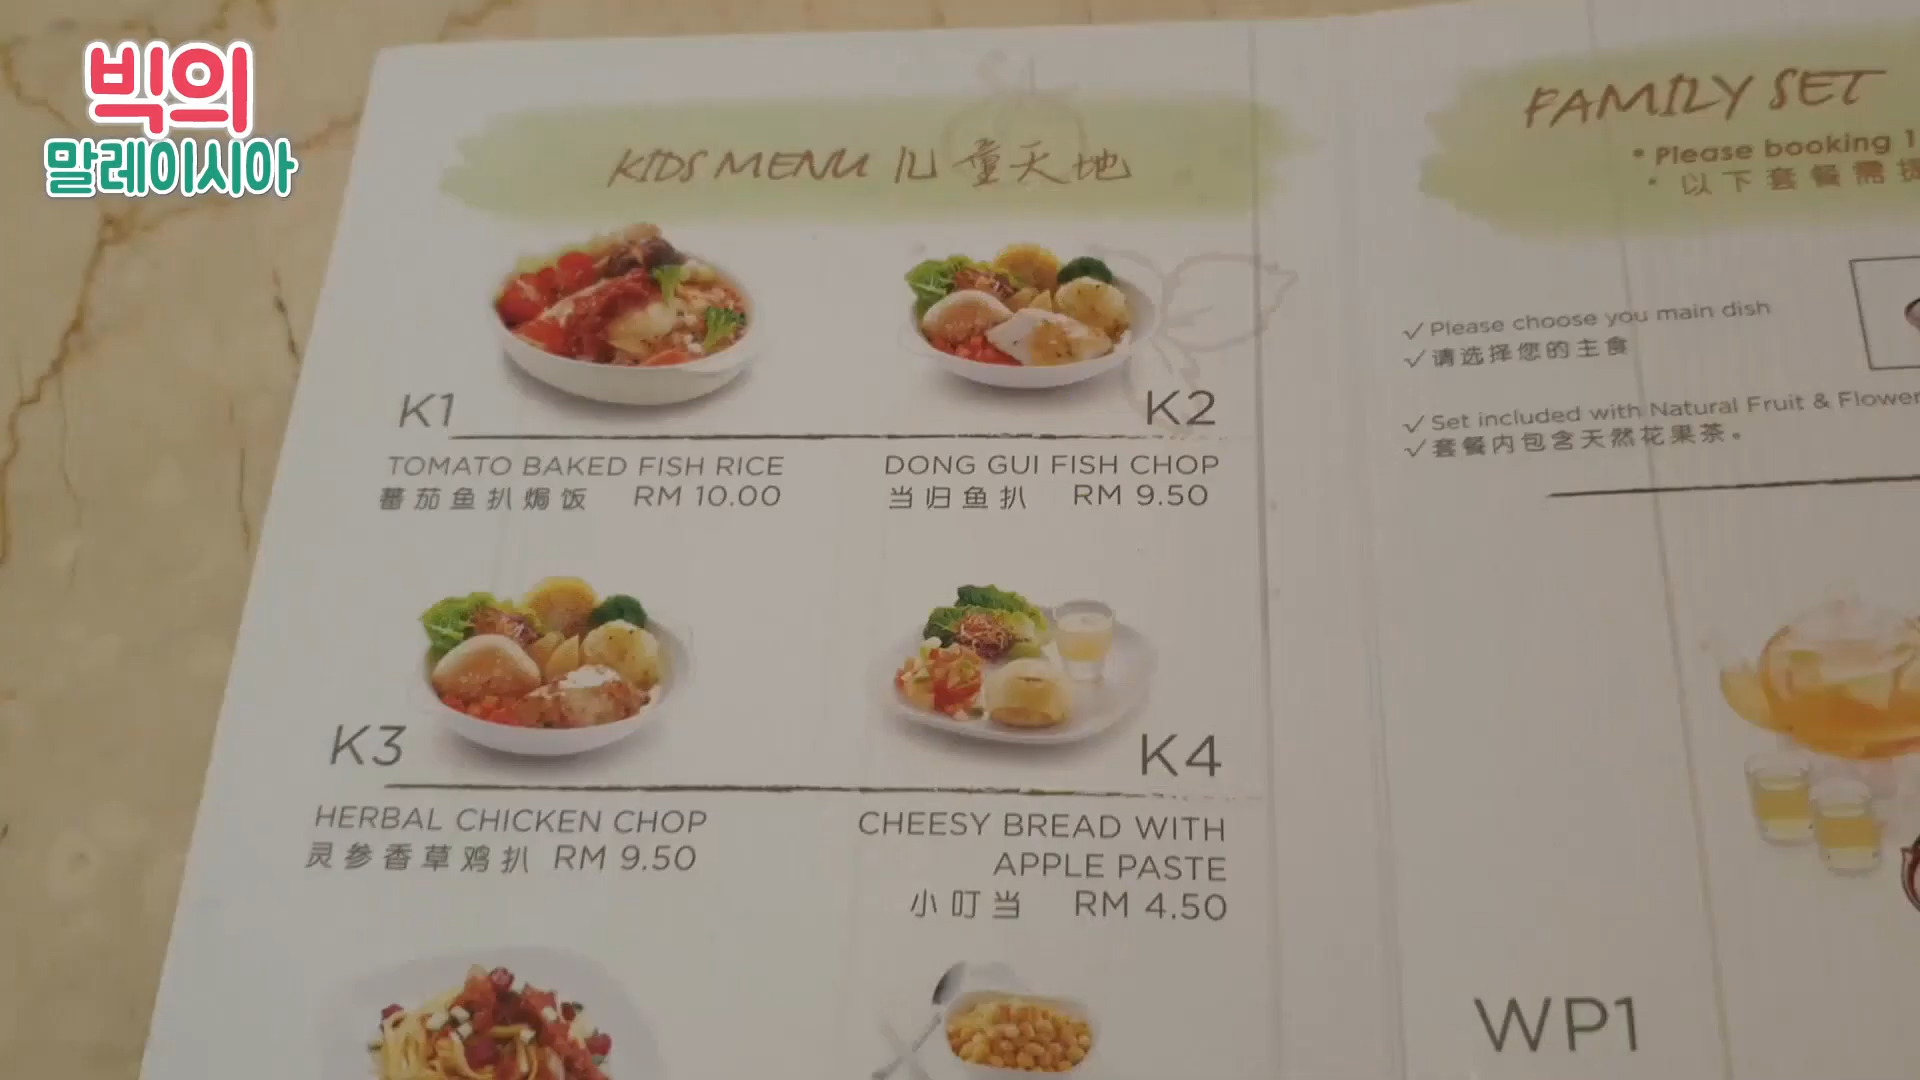 빅의
말레이시아
KIDS MENU 儿童天地
K1
TOMATO BAKED FISH RICE
蕃茄鱼扒焗饭 RM 10.00
K2
DONG GUI FISH CHOP
当归鱼扒 RM 9.50
K3
HERBAL CHICKEN CHOP
灵参香草鸡扒 RM 9.50
K4
CHEESY BREAD WITH
APPLE PASTE
小叮当 RM 4.50
FAMILY SET
• Please booking 1
• 以下套餐需提
✓ Please choose you main dish
✓ 请选择您的主食
✓ Set included with Natural Fruit & Flower
✓ 套餐内包含天然花果茶。
WP1